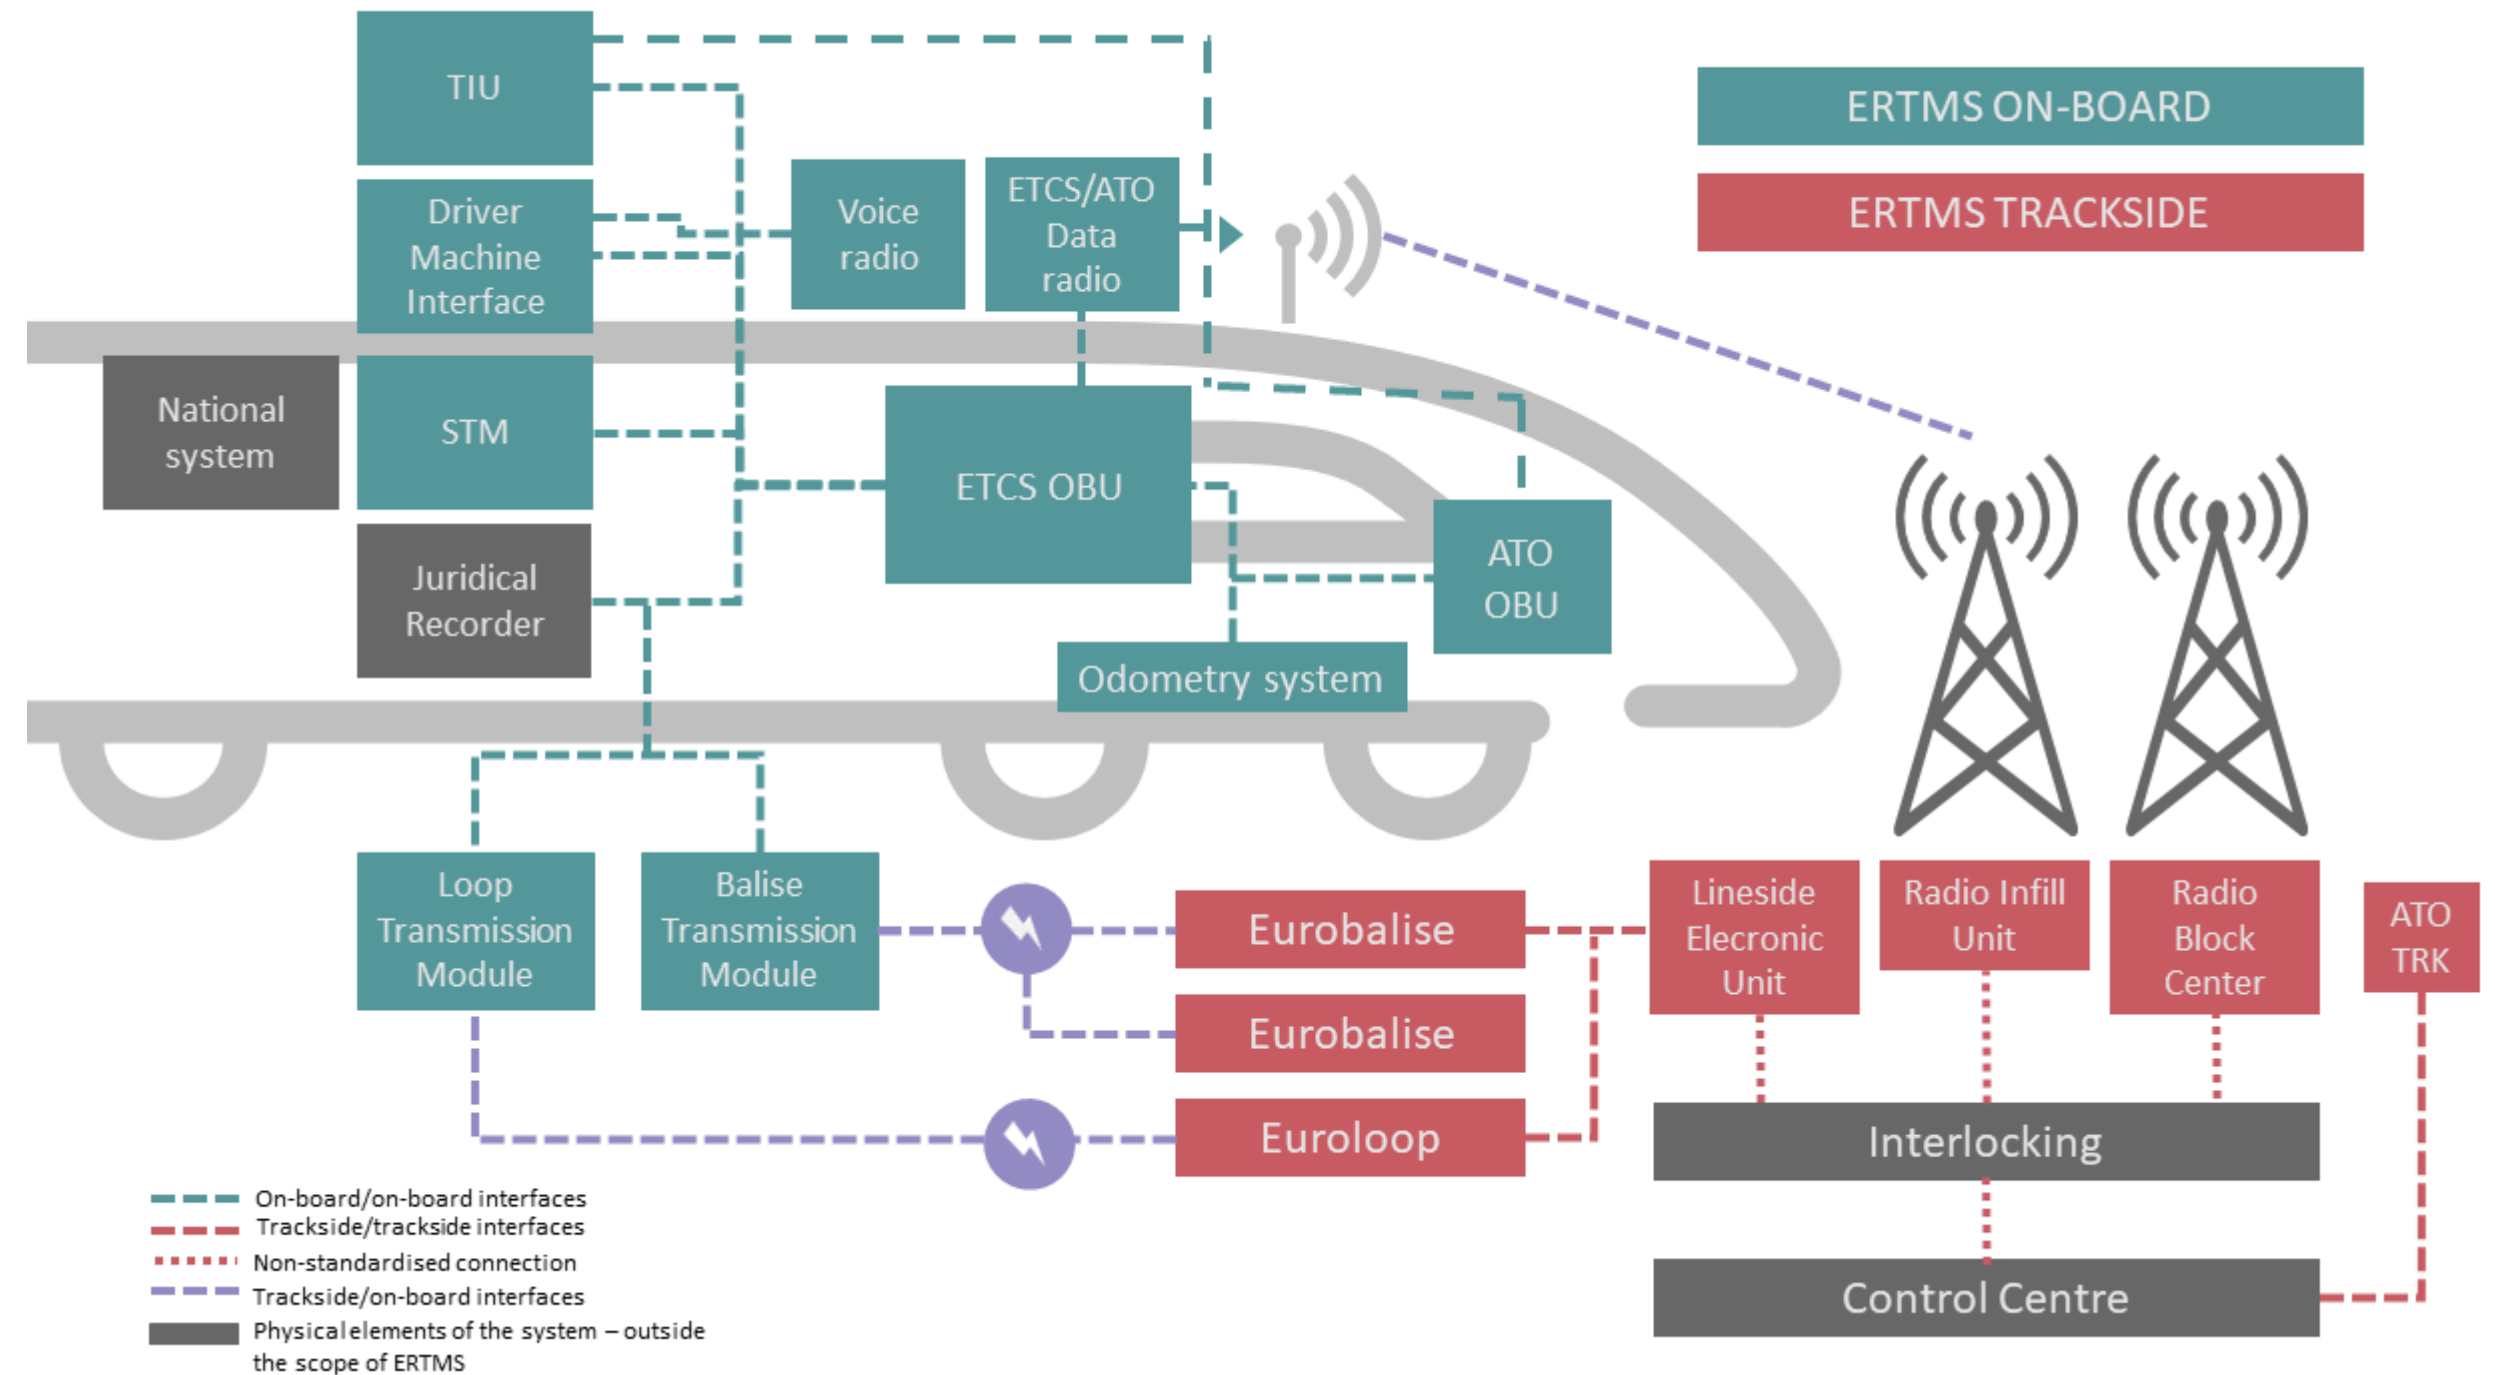 TIU
ERTMS ON-BOARD
ERTMS TRACKSIDE
Driver
Machine
Interface
Voice
radio
ETCS/ATO
Data
radio
National
system
STM
ETCS OBU
Juridical
Recorder
ATO
OBU
Odometry system
Loop
Transmission
Module
Balise
Transmission
Module
Eurobalise
Eurobalise
Euroloop
Lineside
Elecronic
Unit
Radio Infill
Unit
Radio
Block
Center
ATO
TRK
Interlocking
Control Centre
On-board/on-board interfaces
Trackside/trackside interfaces
Non-standardised connection
Trackside/on-board interfaces
Physical elements of the system – outside
the scope of ERTMS